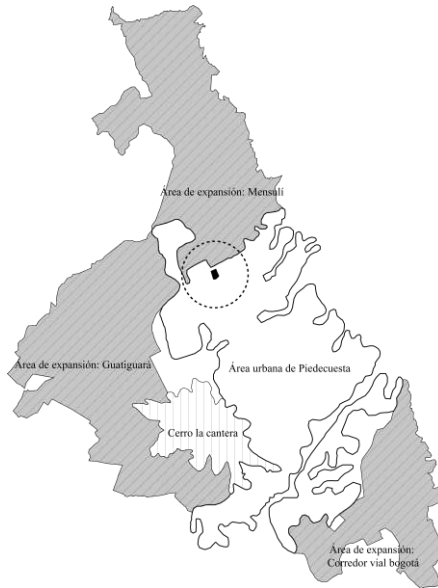 Área de expansión: Mensulí
Área de expansión: Guatiguará
Área urbana de Piedecuesta
Cerro la cantera
Área de expansión:
Corredor vial bogotá